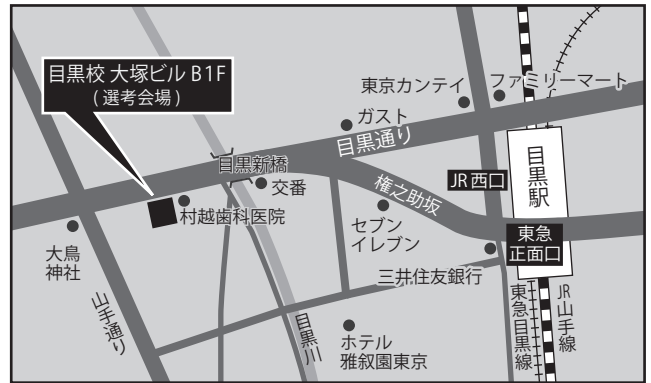 目黒校 大塚ビル B1F
(選考会場)
東京カンテイ
ファミリーマート
ガスト
目黒通り
目黒新橋
交番
権之助坂
JR西口
目黒駅
村越歯科医院
セブン
イレブン
東急
正面口
大鳥
神社
三井住友銀行
山手通り
目黒川
ホテル
雅叙園東京
東急目黒線
JR山手線